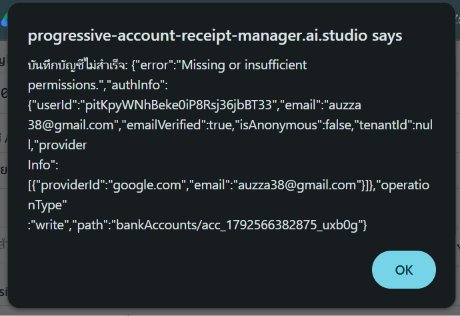 progressive-account-receipt-manager.ai.studio says
บันทึกบัญชีไม่สำเร็จ: {"error":"Missing or insufficient
permissions.","authInfo":
{"userId":"pitKpyWNhBeke0iP8Rsj36jbBT33","email":"auzza
38@gmail.com","emailVerified":true,"isAnonymous":false,"tenantId":nul
l,"provider
Info":
[{"providerId":"google.com","email":"auzza38@gmail.com"}]},"operatio
nType"
:"write","path":"bankAccounts/acc_1792566382875_uxb0g"}
OK